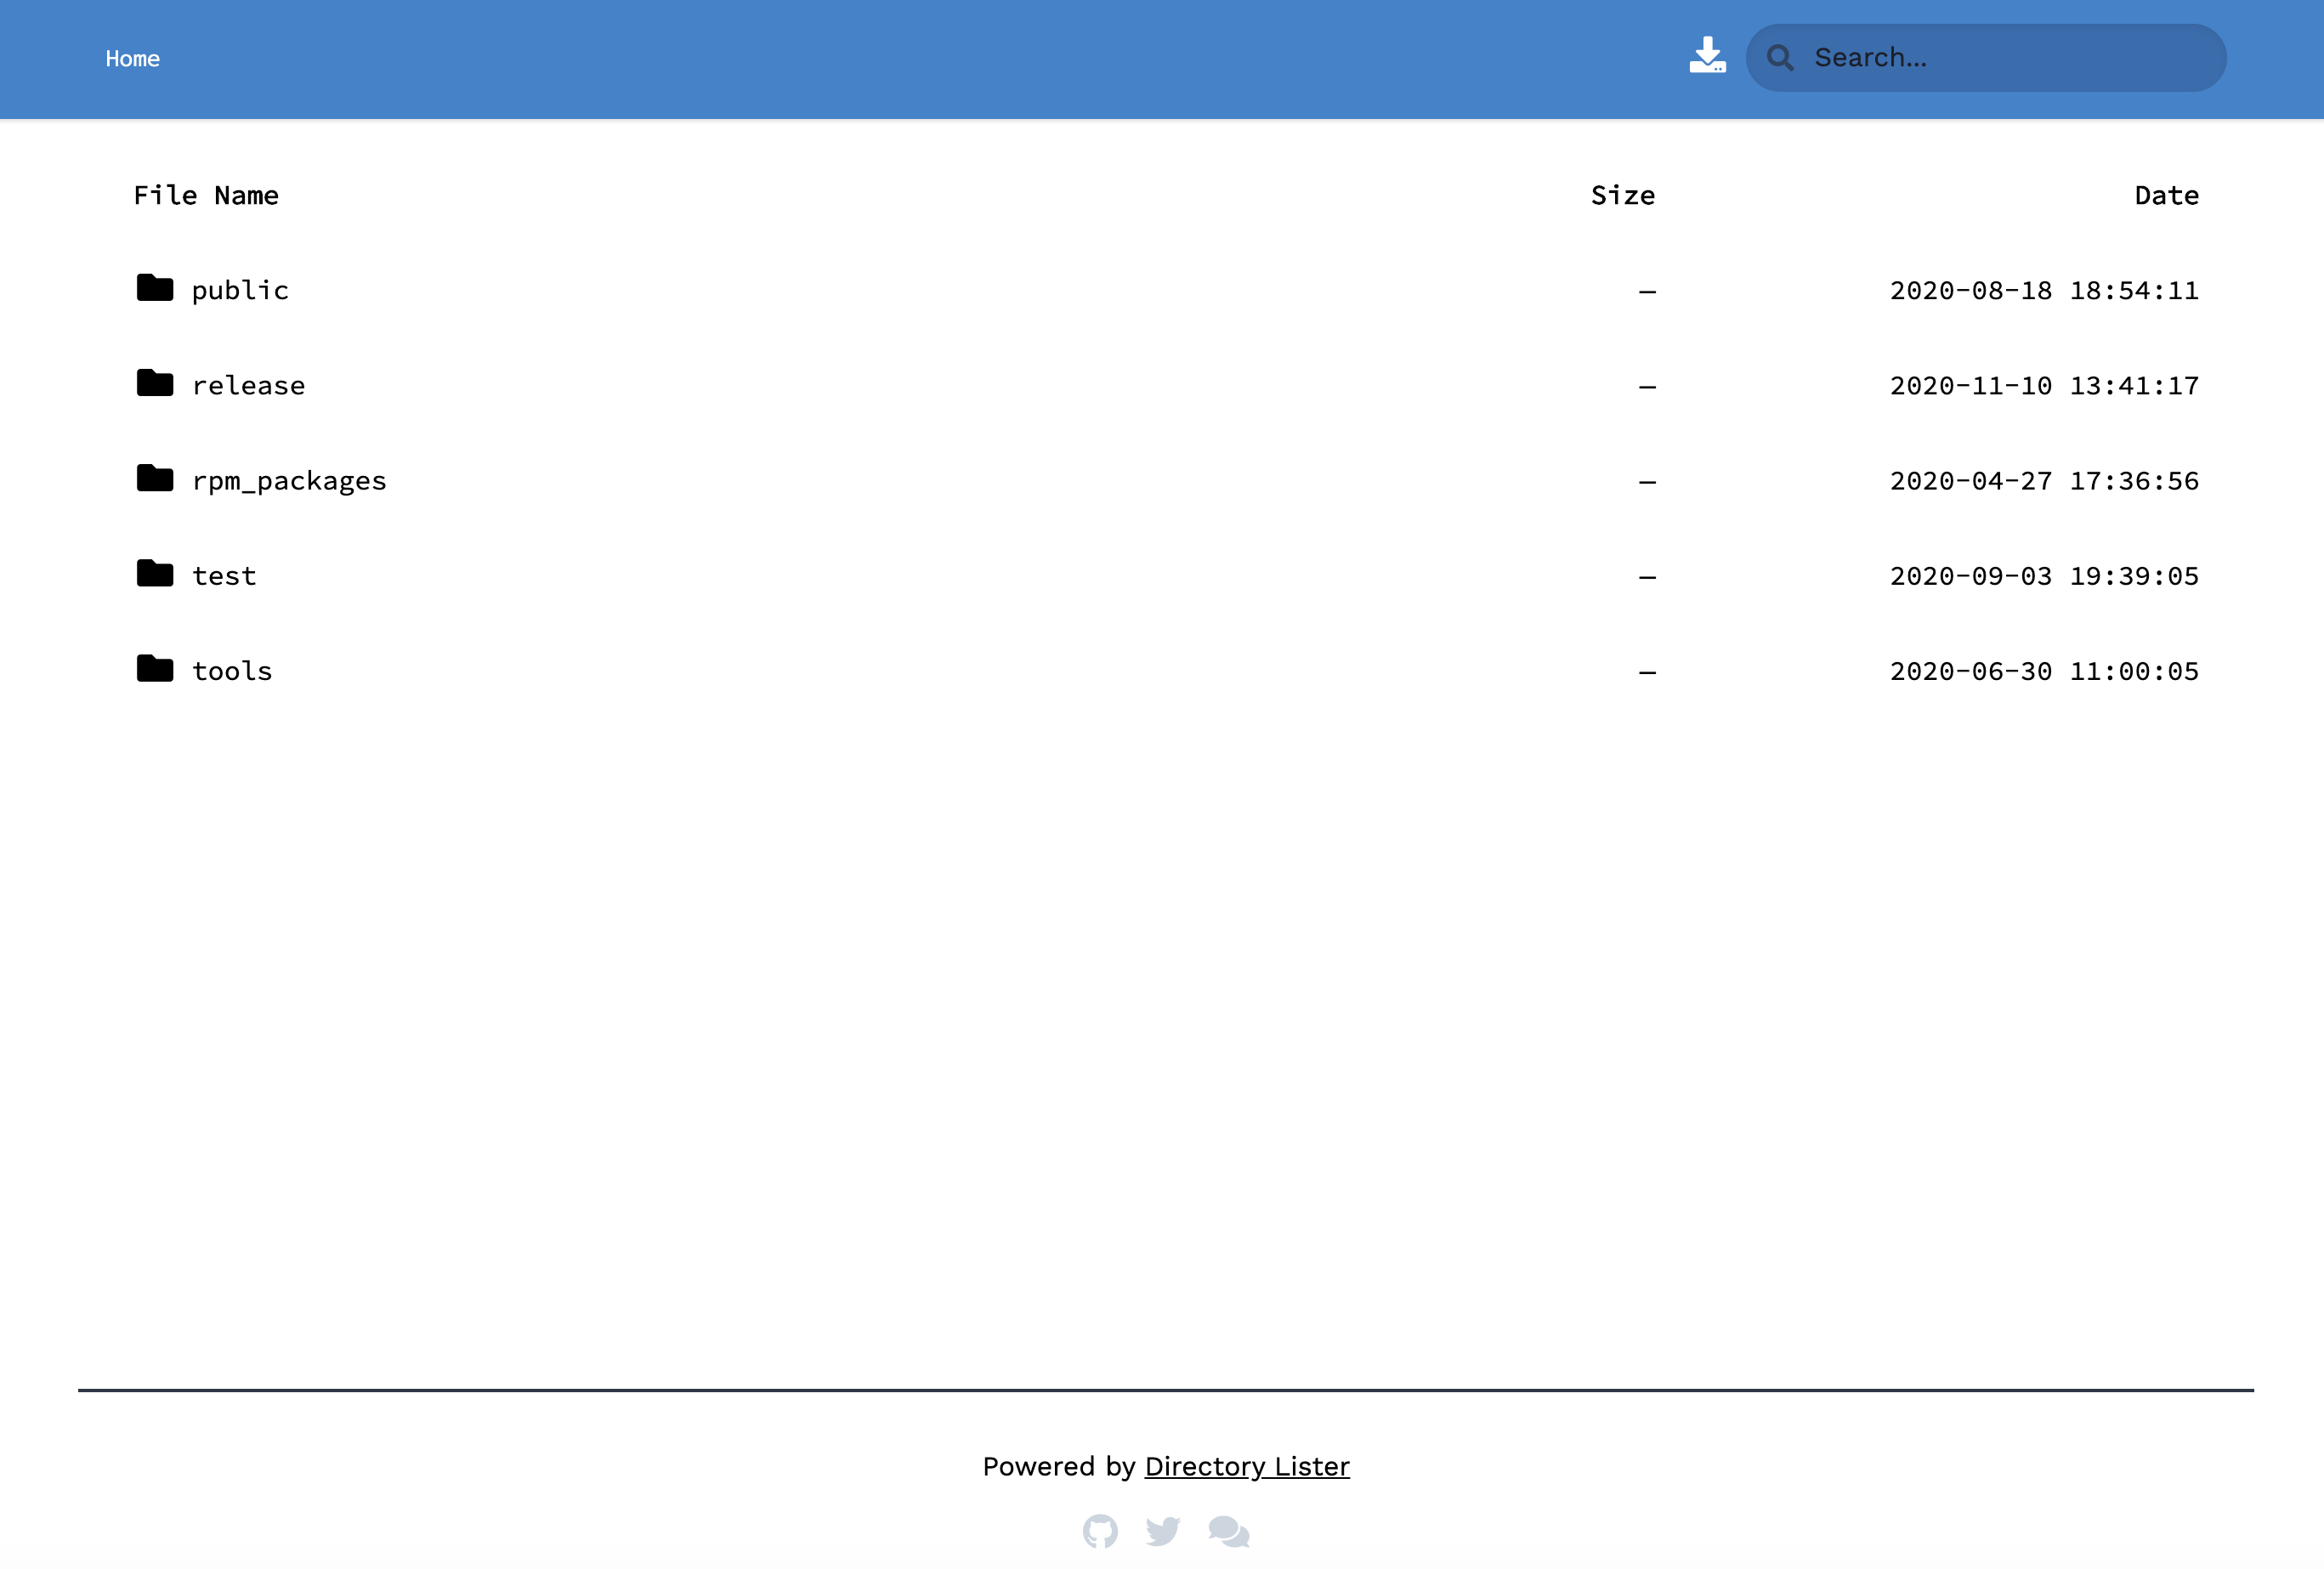 Home Search...
File Name Size Date
public — 2020-08-18 18:54:11
release — 2020-11-10 13:41:17
rpm_packages — 2020-04-27 17:36:56
test — 2020-09-03 19:39:05
tools — 2020-06-30 11:00:05
Powered by Directory Lister